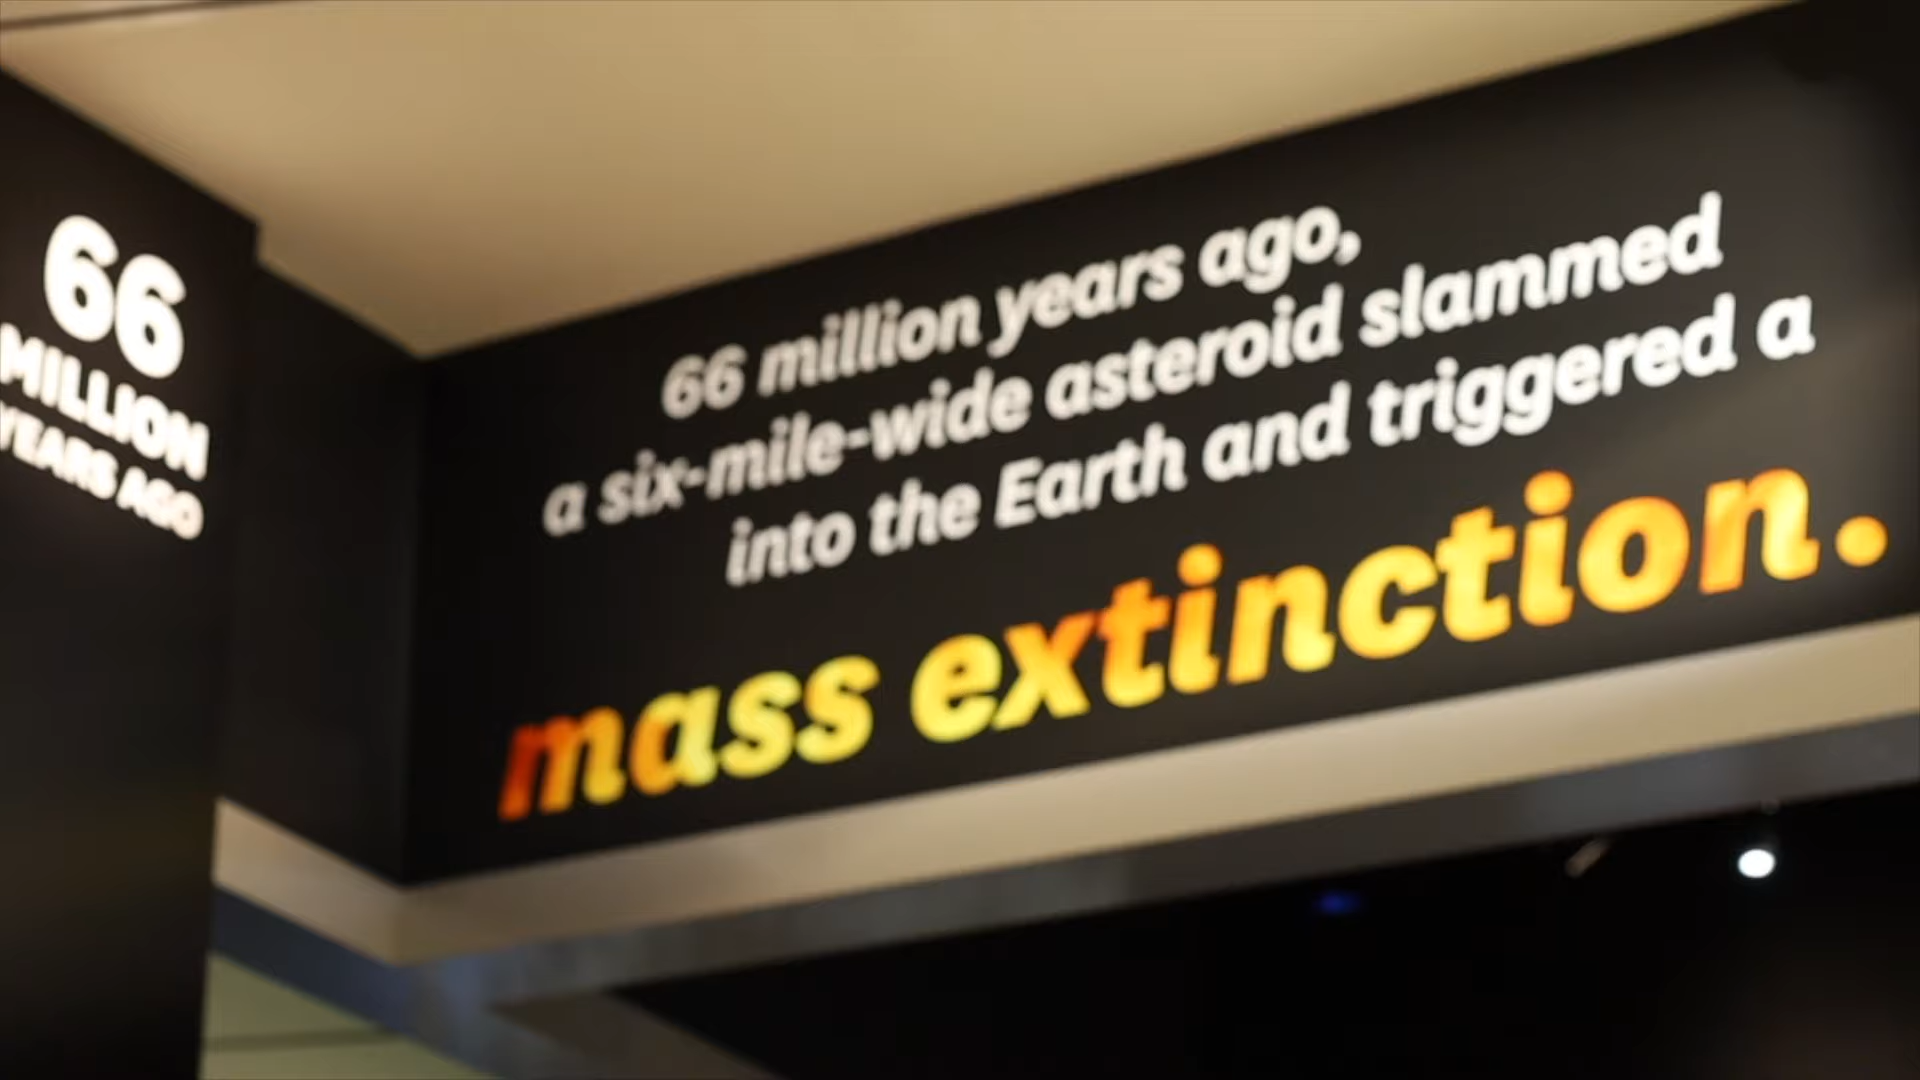 66
MILLION
YEARS AGO
66 million years ago,
a six-mile-wide asteroid slammed
into the Earth and triggered a
mass extinction.